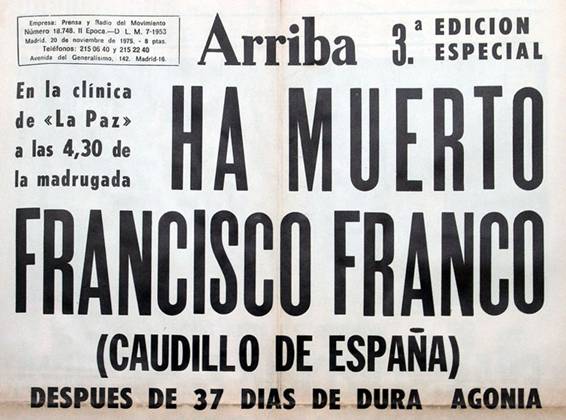 Empresa: Prensa y Radio del Movimiento
Número 18.748. II Epoca.—D L. M. 7-1953
Madrid. 20 de noviembre de 1975. - 8 ptas.
Teléfonos: 215 06 40 y 215 22 40
Avenida del Generalísimo, 142. Madrid-16.
Arriba
3.ª EDICION
ESPECIAL
En la clínica
de «La Paz»
a las 4,30 de
la madrugada
HA MUERTO
FRANCISCO FRANCO
(CAUDILLO DE ESPAÑA)
DESPUES DE 37 DIAS DE DURA AGONIA